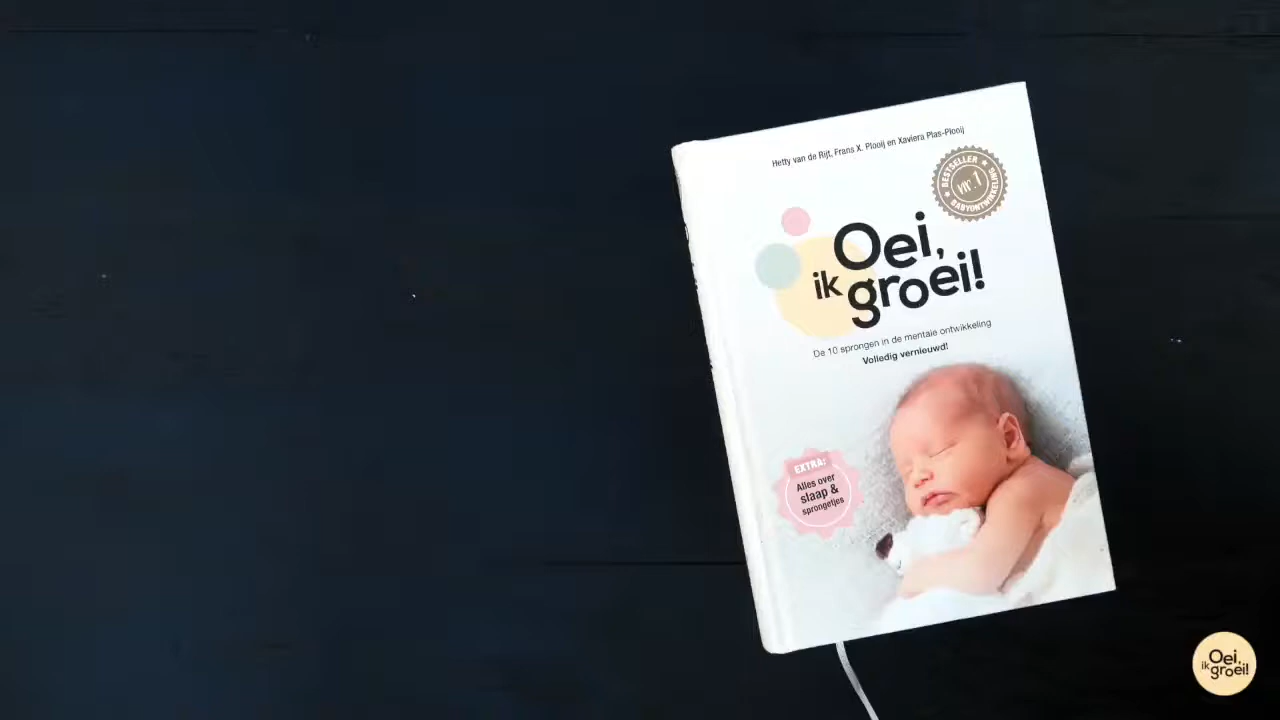 Hetty van de Rijt, Frans X. Plooij en Xaviera Plas-Plooij
BESTSELLER
nr. 1
BABYONTWIKKELING
Oei,
ik groei!
De 10 sprongen in de mentale ontwikkeling
Volledig vernieuwd!
EXTRA:
Alles over
slaap &
sprongetjes
Oei,
ik groei!